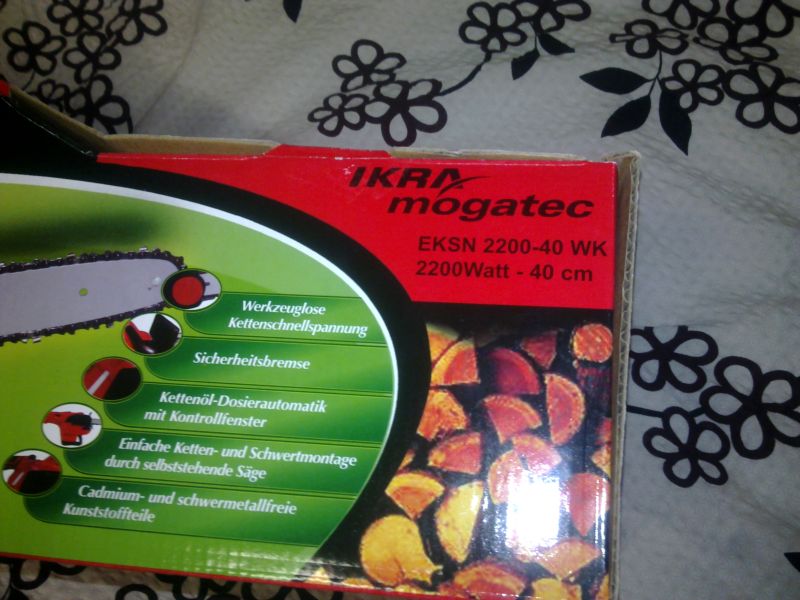 IKRA
mogatec
EKSN 2200-40 WK
2200Watt - 40 cm
Werkzeuglose
Kettenschnellspannung
Sicherheitsbremse
Kettenöl-Dosierautomatik
mit Kontrollfenster
Einfache Ketten- und Schwertmontage
durch selbststehende Säge
Cadmium- und schwermetallfreie
Kunststoffteile